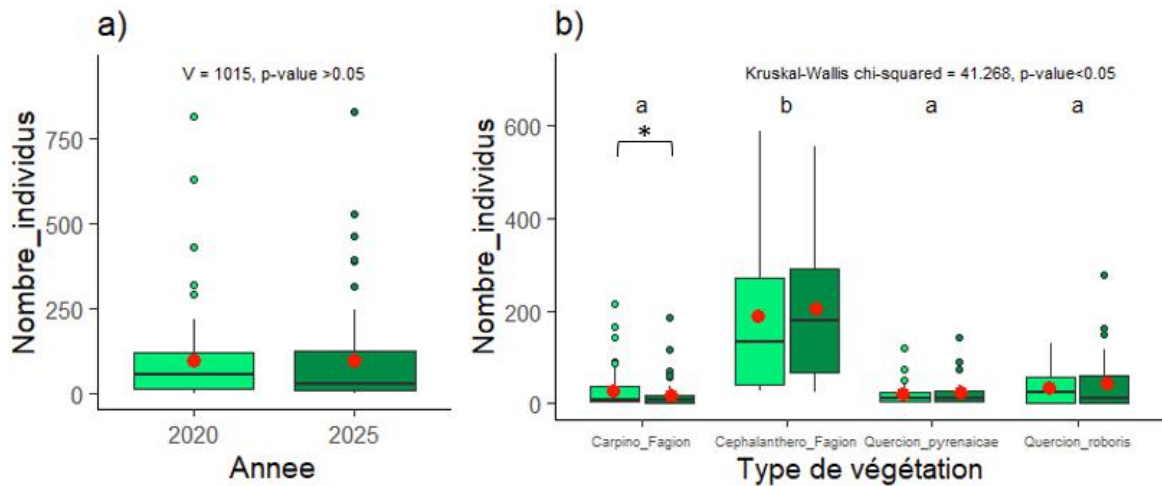 a)
V = 1015, p-value >0.05
Nombre_individus
750
500
250
0
2020 2025
Annee
b)
Kruskal-Wallis chi-squared = 41.268, p-value<0.05
a b a a
*
Nombre_individus
600
400
200
0
Carpino_Fagion Cephalanthero_Fagion Quercion_pyrenaicae Quercion_roboris
Type de végétation